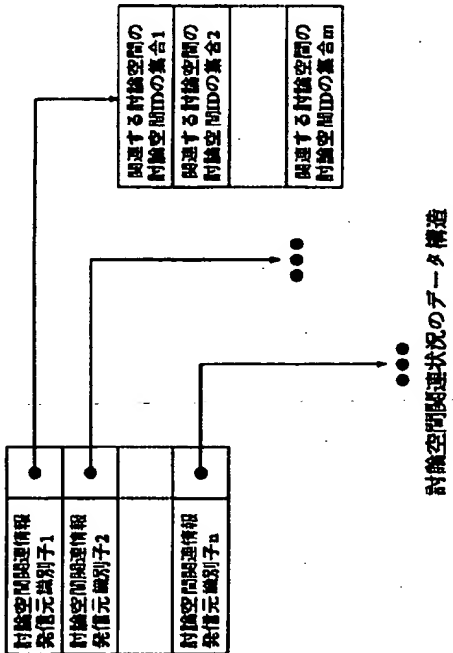 討論空間関連情報
発信元識別子1
討論空間関連情報
発信元識別子2
討論空間関連情報
発信元識別子n
関連する討論空間の
討論空間IDの集合1
関連する討論空間の
討論空間IDの集合2
関連する討論空間の
討論空間IDの集合m
討論空間関連状況のデータ構造